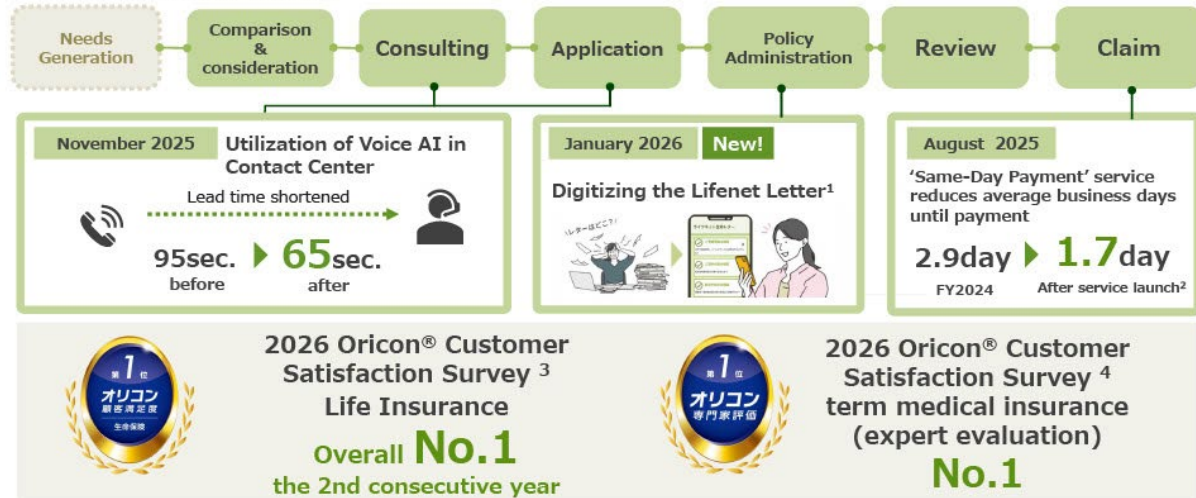 Needs
Generation
Comparison
&
consideration
Consulting
Application
Policy
Administration
Review
Claim
November 2025
Utilization of Voice AI in
Contact Center
Lead time shortened
95sec.
before
65sec.
after
January 2026
New!
Digitizing the Lifenet Letter¹
August 2025
‘Same-Day Payment’ service
reduces average business days
until payment
2.9day
FY2024
1.7day
After service launch²
第1位
オリコン
顧客満足度
生命保険
2026 Oricon® Customer
Satisfaction Survey ³
Life Insurance
Overall No.1
the 2nd consecutive year
第1位
オリコン
専門家評価
2026 Oricon® Customer
Satisfaction Survey ⁴
term medical insurance
(expert evaluation)
No.1